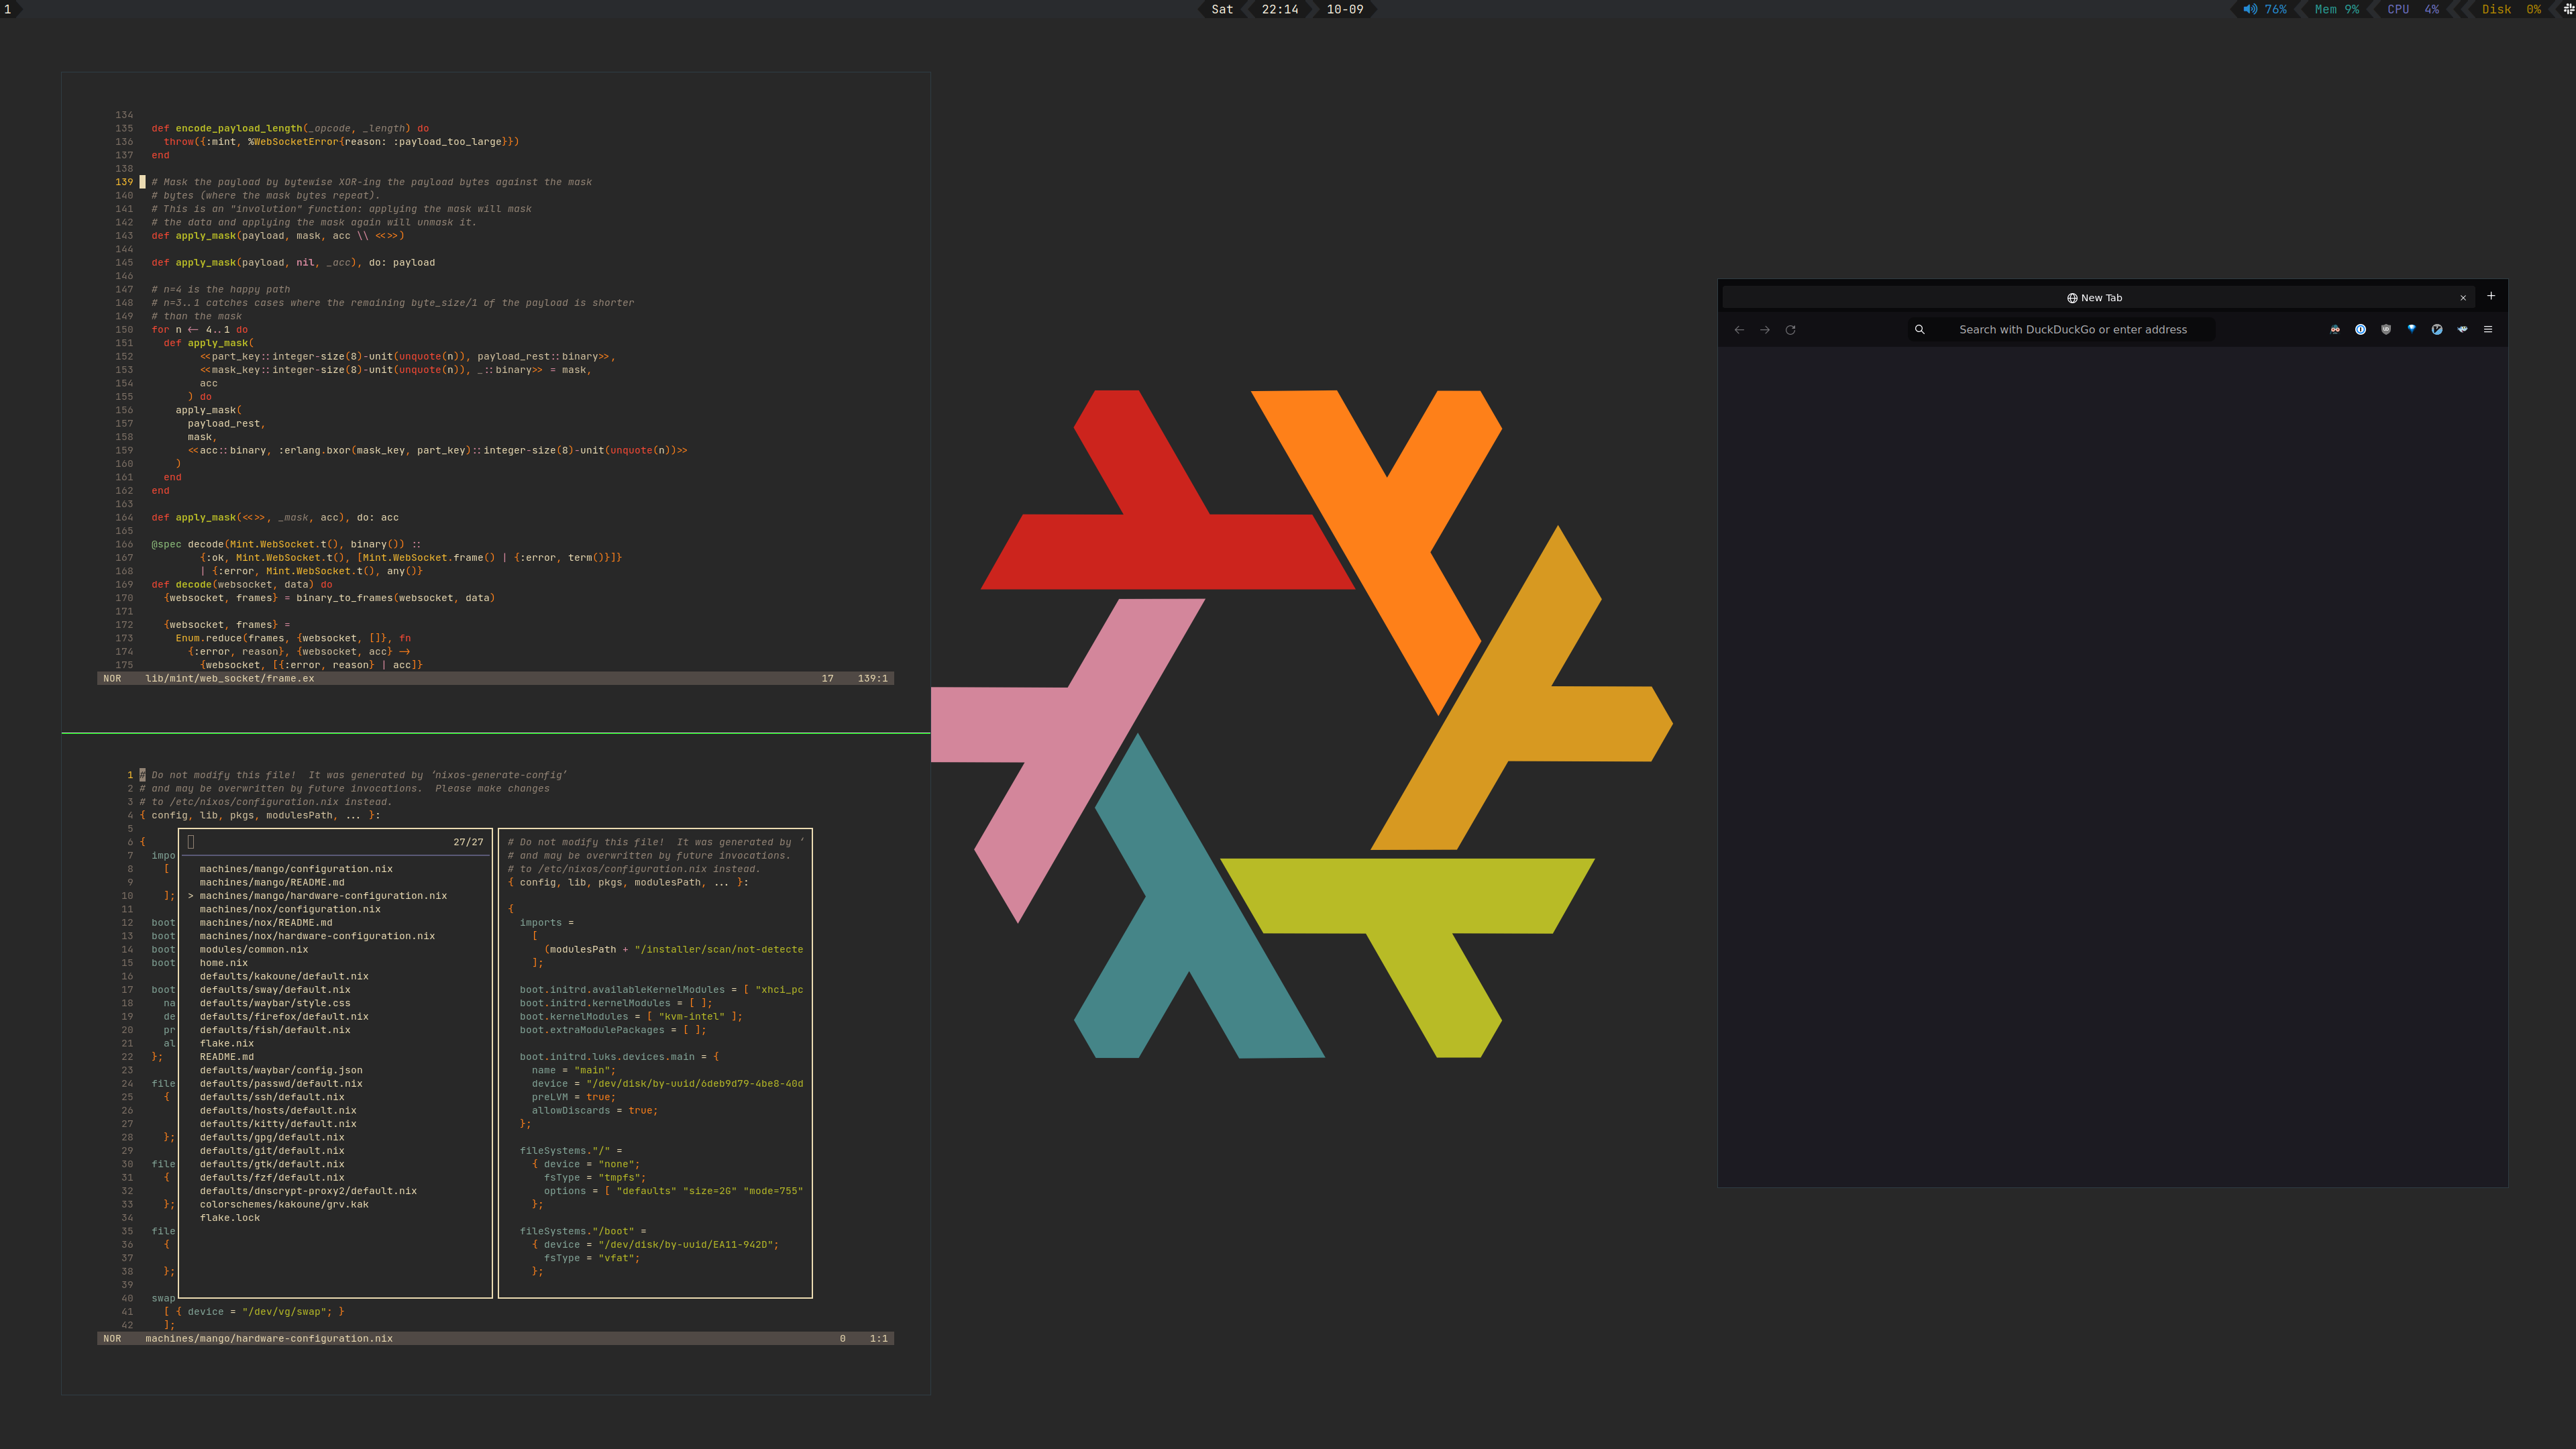 1
Sat 22:14 10-09
76% Mem 9% CPU 4% Disk 0%
134
135 def encode_payload_length(_opcode, _length) do
136 throw({:mint, %WebSocketError{reason: :payload_too_large}})
137 end
138
139 # Mask the payload by bytewise XOR-ing the payload bytes against the mask
140 # bytes (where the mask bytes repeat).
141 # This is an "involution" function: applying the mask will mask
142 # the data and applying the mask again will unmask it.
143 def apply_mask(payload, mask, acc \\ <<>>)
144
145 def apply_mask(payload, nil, _acc), do: payload
146
147 # n=4 is the happy path
148 # n=3..1 catches cases where the remaining byte_size/1 of the payload is shorter
149 # than the mask
150 for n <- 4..1 do
151 def apply_mask(
152 <<part_key::integer-size(8)-unit(unquote(n)), payload_rest::binary>>,
153 <<mask_key::integer-size(8)-unit(unquote(n)), _::binary>> = mask,
154 acc
155 ) do
156 apply_mask(
157 payload_rest,
158 mask,
159 <<acc::binary, :erlang.bxor(mask_key, part_key)::integer-size(8)-unit(unquote(n))>>
160 )
161 end
162 end
163
164 def apply_mask(<<>>, _mask, acc), do: acc
165
166 @spec decode(Mint.WebSocket.t(), binary()) ::
167 {:ok, Mint.WebSocket.t(), [Mint.WebSocket.frame() | {:error, term()}]}
168 | {:error, Mint.WebSocket.t(), any()}
169 def decode(websocket, data) do
170 {websocket, frames} = binary_to_frames(websocket, data)
171
172 {websocket, frames} =
173 Enum.reduce(frames, {websocket, []}, fn
174 {:error, reason}, {websocket, acc} ->
175 {websocket, [{:error, reason} | acc]}
NOR lib/mint/web_socket/frame.ex 17 139:1
1 # Do not modify this file!  It was generated by ‘nixos-generate-config’
2 # and may be overwritten by future invocations.  Please make changes
3 # to /etc/nixos/configuration.nix instead.
4 { config, lib, pkgs, modulesPath, ... }:
5
6 {
7 impo
8 [
9
10 ];
11
12 boot
13 boot
14 boot
15 boot
16
17 boot
18 na
19 de
20 pr
21 al
22 };
23
24 file
25 {
26
27
28 };
29
30 file
31 {
32
33 };
34
35 file
36 {
37
38 };
39
40 swap
41 [ { device = "/dev/vg/swap"; }
42 ];
NOR machines/mango/hardware-configuration.nix 0 1:1
27/27
machines/mango/configuration.nix
machines/mango/README.md
> machines/mango/hardware-configuration.nix
machines/nox/configuration.nix
machines/nox/README.md
machines/nox/hardware-configuration.nix
modules/common.nix
home.nix
defaults/kakoune/default.nix
defaults/sway/default.nix
defaults/waybar/style.css
defaults/firefox/default.nix
defaults/fish/default.nix
flake.nix
README.md
defaults/waybar/config.json
defaults/passwd/default.nix
defaults/ssh/default.nix
defaults/hosts/default.nix
defaults/kitty/default.nix
defaults/gpg/default.nix
defaults/git/default.nix
defaults/gtk/default.nix
defaults/fzf/default.nix
defaults/dnscrypt-proxy2/default.nix
colorschemes/kakoune/grv.kak
flake.lock
# Do not modify this file!  It was generated by ‘
# and may be overwritten by future invocations.
# to /etc/nixos/configuration.nix instead.
{ config, lib, pkgs, modulesPath, ... }:
{
imports =
[
(modulesPath + "/installer/scan/not-detecte
];
boot.initrd.availableKernelModules = [ "xhci_pc
boot.initrd.kernelModules = [ ];
boot.kernelModules = [ "kvm-intel" ];
boot.extraModulePackages = [ ];
boot.initrd.luks.devices.main = {
name = "main";
device = "/dev/disk/by-uuid/6deb9d79-4be8-40d
preLVM = true;
allowDiscards = true;
};
fileSystems."/" =
{ device = "none";
fsType = "tmpfs";
options = [ "defaults" "size=2G" "mode=755"
};
fileSystems."/boot" =
{ device = "/dev/disk/by-uuid/EA11-942D";
fsType = "vfat";
};
New Tab
Search with DuckDuckGo or enter address